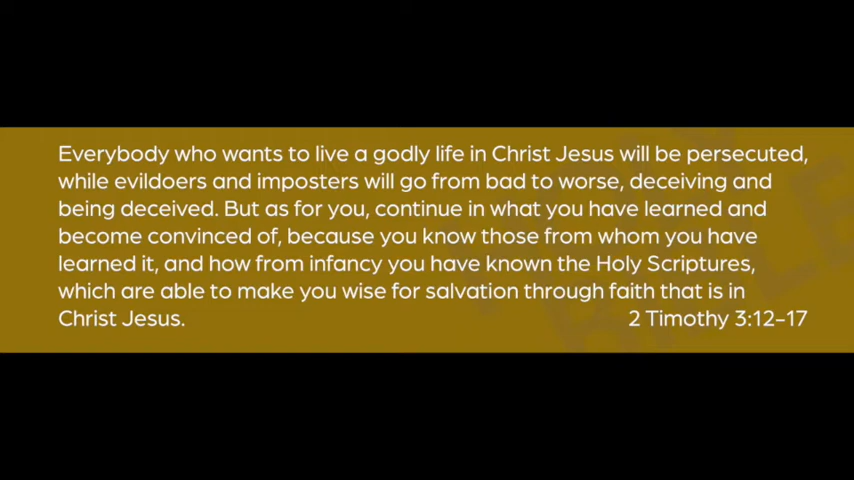 Everybody who wants to live a godly life in Christ Jesus will be persecuted,
while evildoers and imposters will go from bad to worse, deceiving and
being deceived. But as for you, continue in what you have learned and
become convinced of, because you know those from whom you have
learned it, and how from infancy you have known the Holy Scriptures,
which are able to make you wise for salvation through faith that is in
Christ Jesus. 2 Timothy 3:12-17